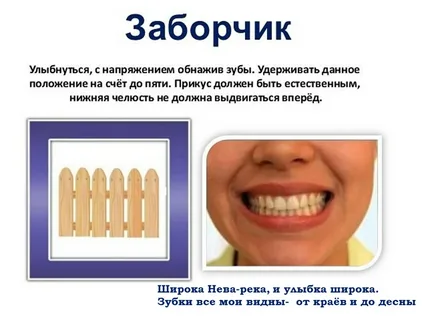 Заборчик
Улыбнуться, с напряжением обнажив зубы. Удерживать данное
положение на счёт до пяти. Прикус должен быть естественным,
нижняя челюсть не должна выдвигаться вперёд.
Широка Нева-река, и улыбка широка.
Зубки все мои видны- от краёв и до десны